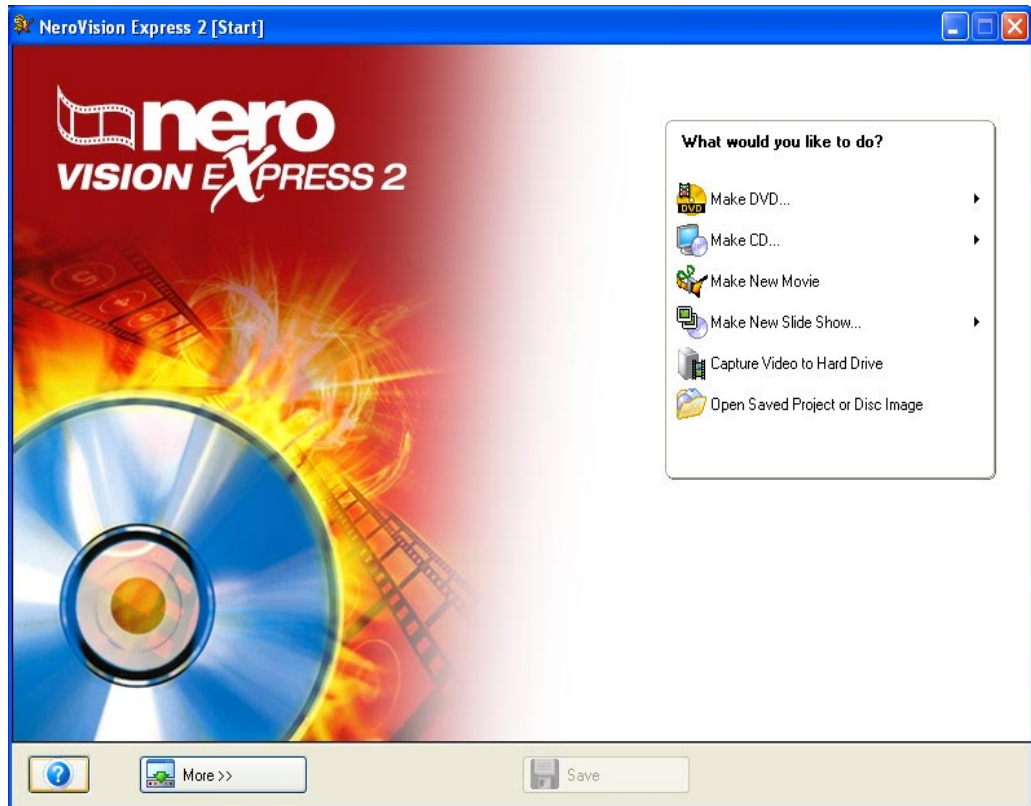 NeroVision Express 2 [Start]
nero
VISION EXPRESS 2
What would you like to do?
Make DVD...
Make CD...
Make New Movie
Make New Slide Show...
Capture Video to Hard Drive
Open Saved Project or Disc Image
More >>
Save